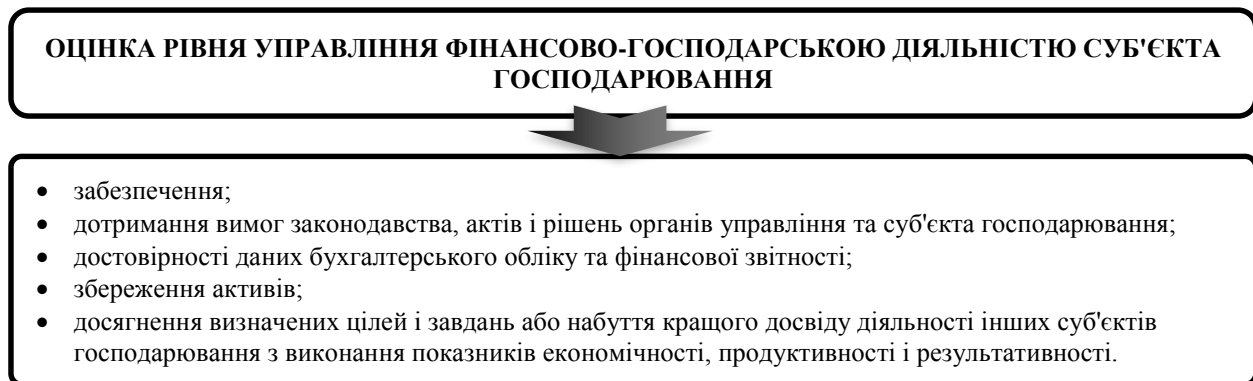 ОЦІНКА РІВНЯ УПРАВЛІННЯ ФІНАНСОВО-ГОСПОДАРСЬКОЮ ДІЯЛЬНІСТЮ СУБ'ЄКТА
ГОСПОДАРЮВАННЯ
• забезпечення;
• дотримання вимог законодавства, актів і рішень органів управління та суб'єкта господарювання;
• достовірності даних бухгалтерського обліку та фінансової звітності;
• збереження активів;
• досягнення визначених цілей і завдань або набуття кращого досвіду діяльності інших суб'єктів
господарювання з виконання показників економічності, продуктивності і результативності.